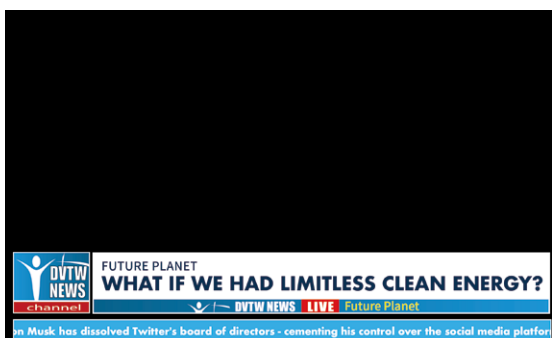 DVTW
NEWS
channel
FUTURE PLANET
WHAT IF WE HAD LIMITLESS CLEAN ENERGY?
DVTW NEWS LIVE Future Planet
on Musk has dissolved Twitter's board of directors - cementing his control over the social media platfor